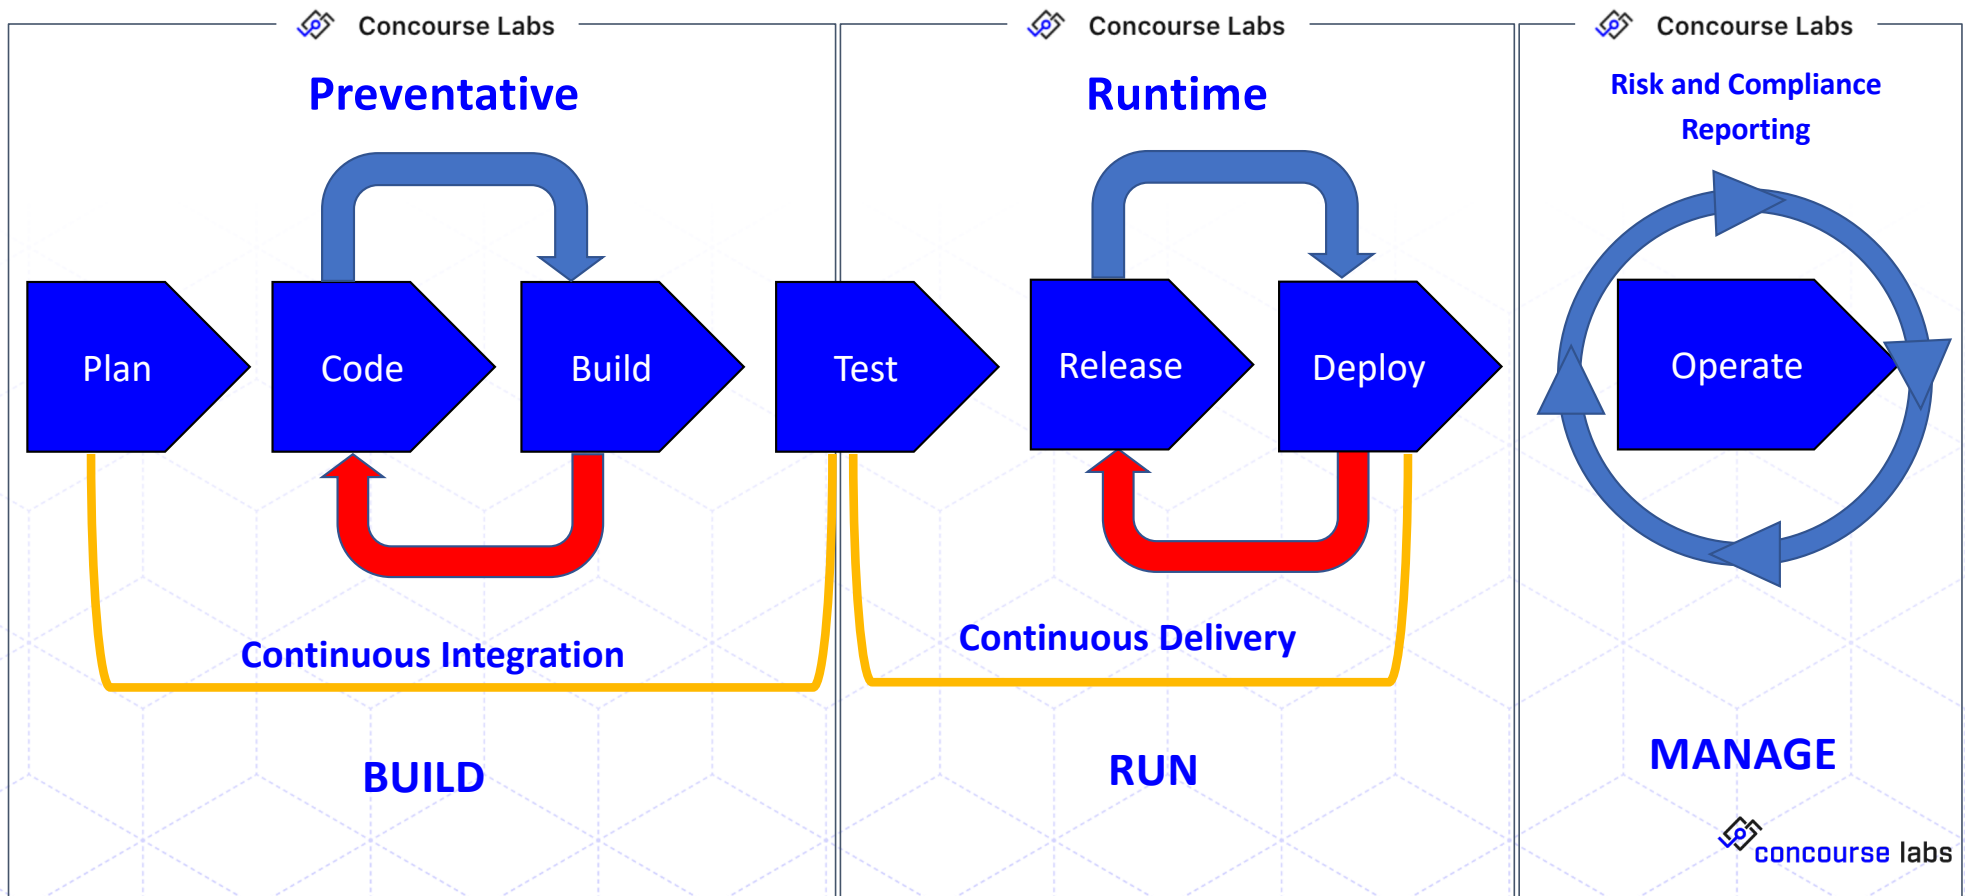 Concourse Labs
Concourse Labs
Concourse Labs
Preventative
Runtime
Risk and Compliance
Reporting
Plan
Code
Build
Test
Release
Deploy
Operate
Continuous Integration
Continuous Delivery
BUILD
RUN
MANAGE
concourse labs